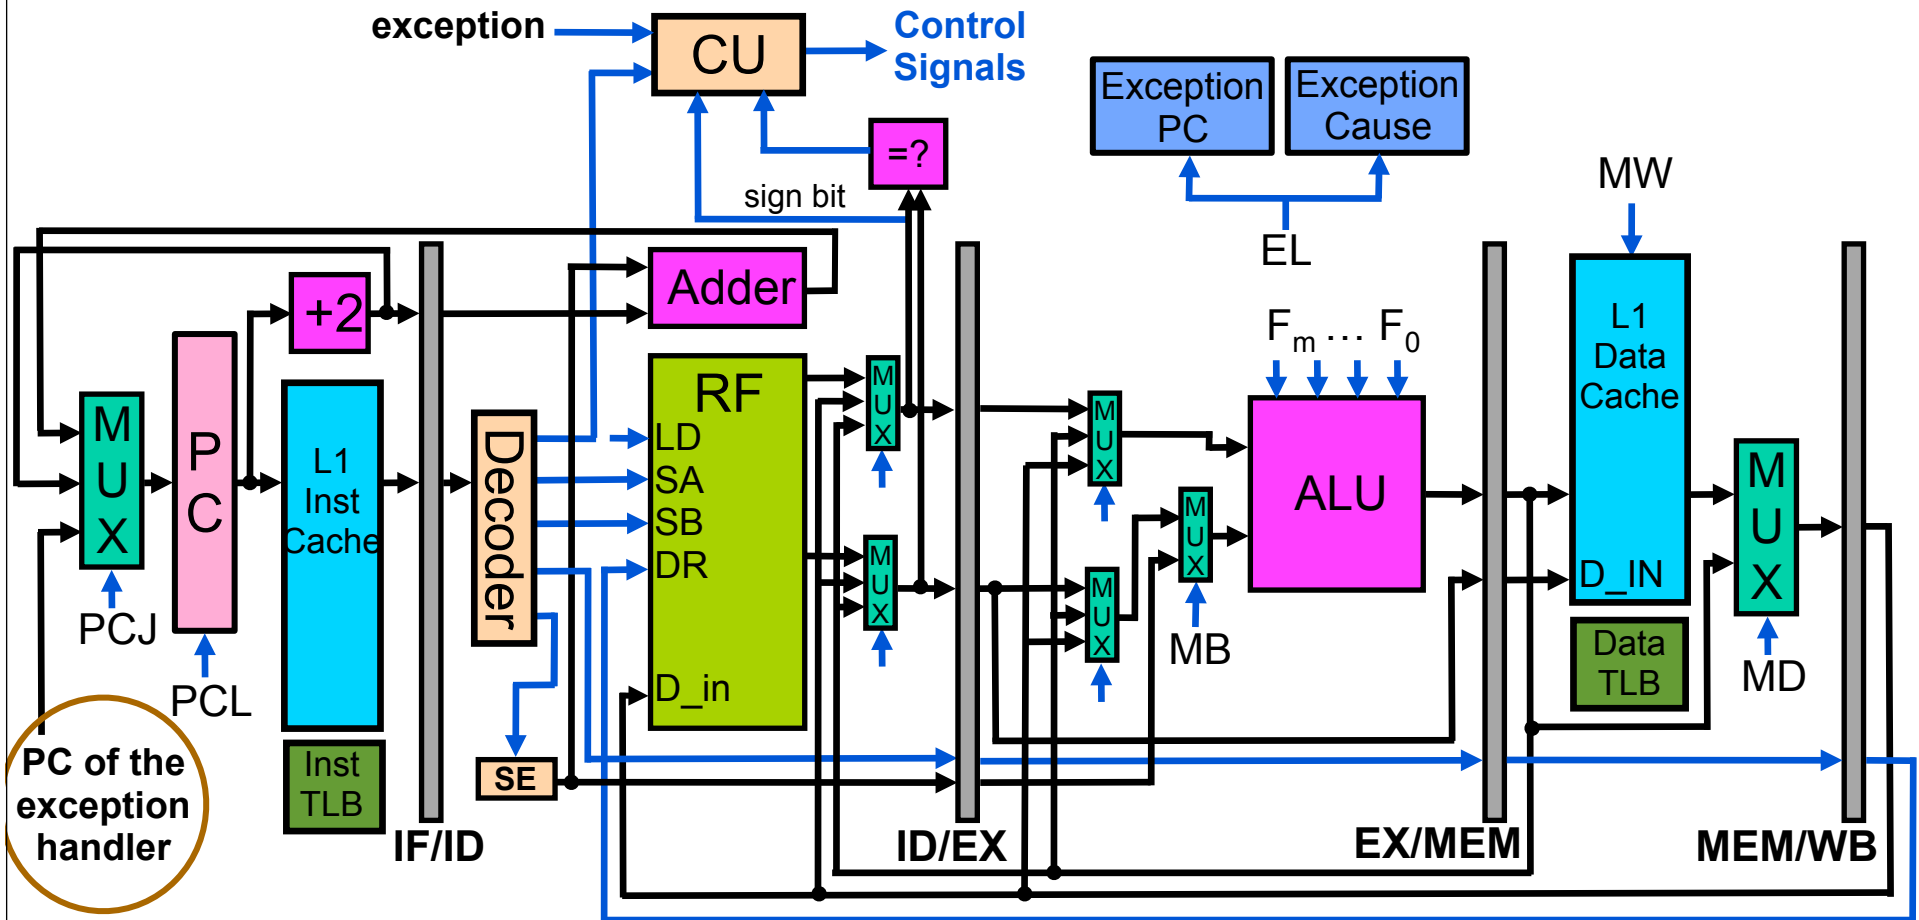 exception
CU
Control
Signals
=?
sign bit
Exception
PC
Exception
Cause
EL
MW
+2
Adder
M
U
X
PCJ
P
C
PCL
L1
Inst
Cache
Inst
TLB
PC of the
exception
handler
IF/ID
Decoder
SE
RF
LD
SA
SB
DR
D_in
M
U
X
M
U
X
ID/EX
M
U
X
M
U
X
M
U
X
MB
Fm ... F0
ALU
EX/MEM
L1
Data
Cache
D_IN
Data
TLB
M
U
X
MD
MEM/WB